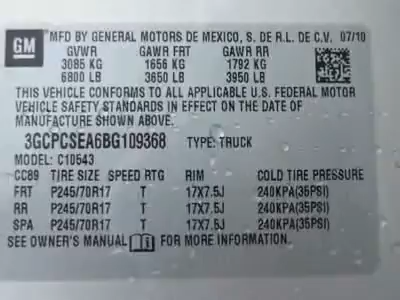 GM
MFD BY GENERAL MOTORS DE MEXICO, S. DE R.L. DE C.V. 07/10
GVWR GAWR FRT GAWR RR
3085 KG 1656 KG 1792 KG
6800 LB 3650 LB 3950 LB
THIS VEHICLE CONFORMS TO ALL APPLICABLE U.S. FEDERAL MOTOR
VEHICLE SAFETY STANDARDS IN EFFECT ON THE DATE OF
MANUFACTURE SHOWN ABOVE.
3GCPCSEA6BG109368 TYPE: TRUCK
MODEL: C10543
CC89 TIRE SIZE SPEED RTG RIM COLD TIRE PRESSURE
FRT P245/70R17 T 17X7.5J 240KPA(35PSI)
RR P245/70R17 T 17X7.5J 240KPA(35PSI)
SPA P245/70R17 T 17X7.5J 240KPA(35PSI)
SEE OWNER'S MANUAL FOR MORE INFORMATION.